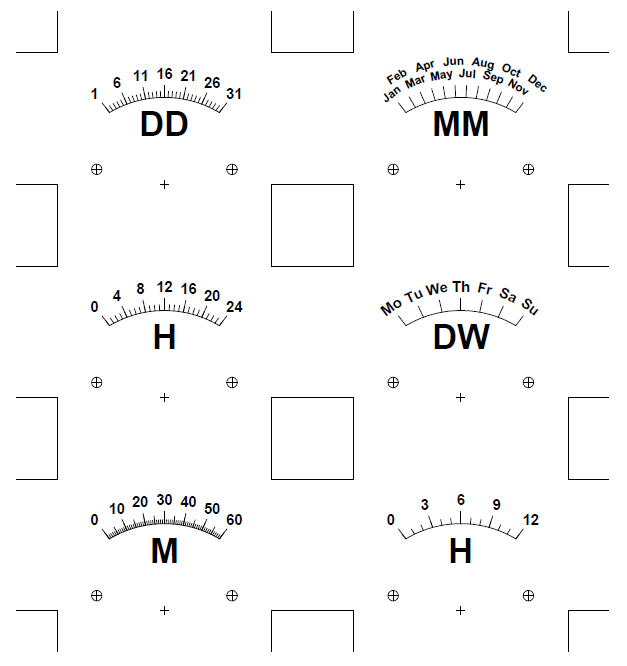 1 6 11 16 21 26 31
DD
Jan Feb Mar Apr May Jun Jul Aug Sep Oct Nov Dec
MM
0 4 8 12 16 20 24
H
Mo Tu We Th Fr Sa Su
DW
0 10 20 30 40 50 60
M
0 3 6 9 12
H